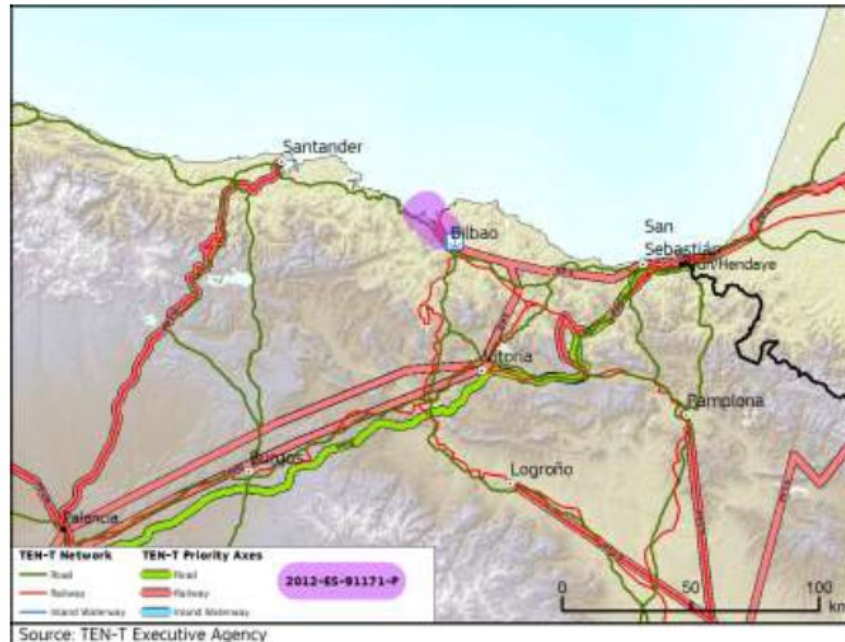 Santander
Bilbao
San
Sebastián
Irun/Hendaye
Vitoria
Pamplona
Burgos
Logroño
Palencia
TEN-T Network
TEN-T Priority Axes
Road
Road
Railway
Railway
Inland Waterway
Inland Waterway
2012-ES-91171-P
0
50
100
km
Source: TEN-T Executive Agency